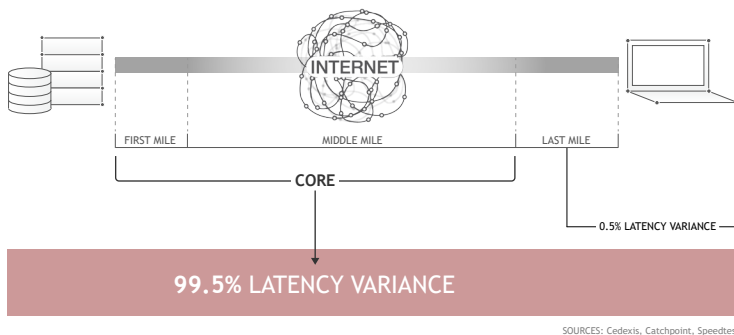 INTERNET
FIRST MILE
MIDDLE MILE
LAST MILE
CORE
0.5% LATENCY VARIANCE
99.5% LATENCY VARIANCE
SOURCES: Cedexis, Catchpoint, Speedtes